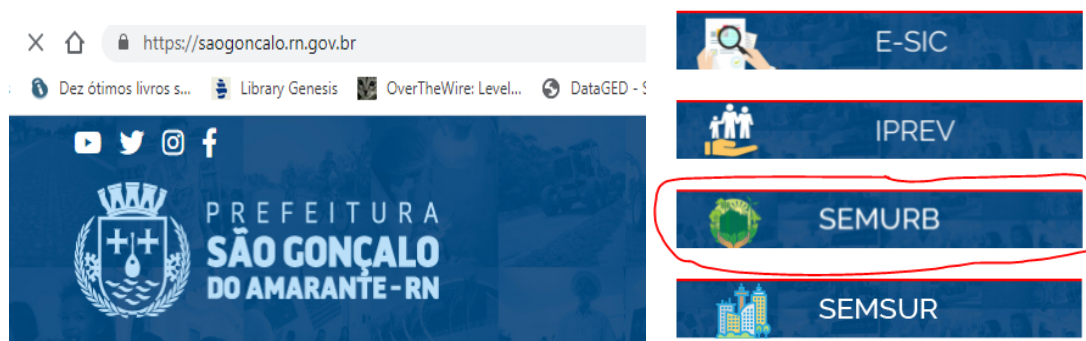 https://saogoncalo.rn.gov.br
Dez ótimos livros s... Library Genesis OverTheWire: Level... DataGED - S
PREFEITURA
SÃO GONÇALO
DO AMARANTE - RN
E-SIC
IPREV
SEMURB
SEMSUR